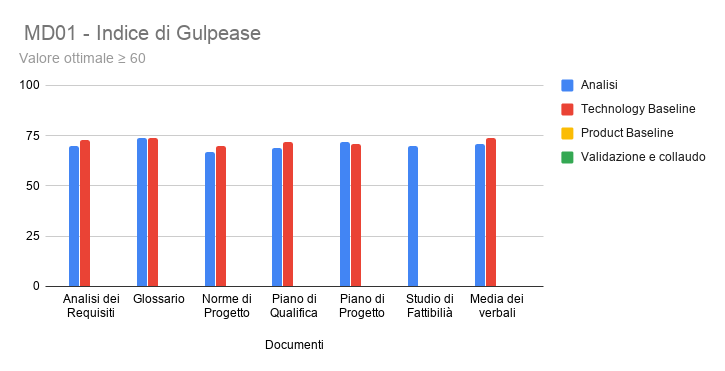 MD01 - Indice di Gulpease
Valore ottimale ≥ 60
100
75
50
25
0
Analisi
Technology Baseline
Product Baseline
Validazione e collaudo
Analisi dei
Requisiti
Glossario
Norme di
Progetto
Piano di
Qualifica
Piano di
Progetto
Studio di
Fattibilià
Media dei
verbali
Documenti